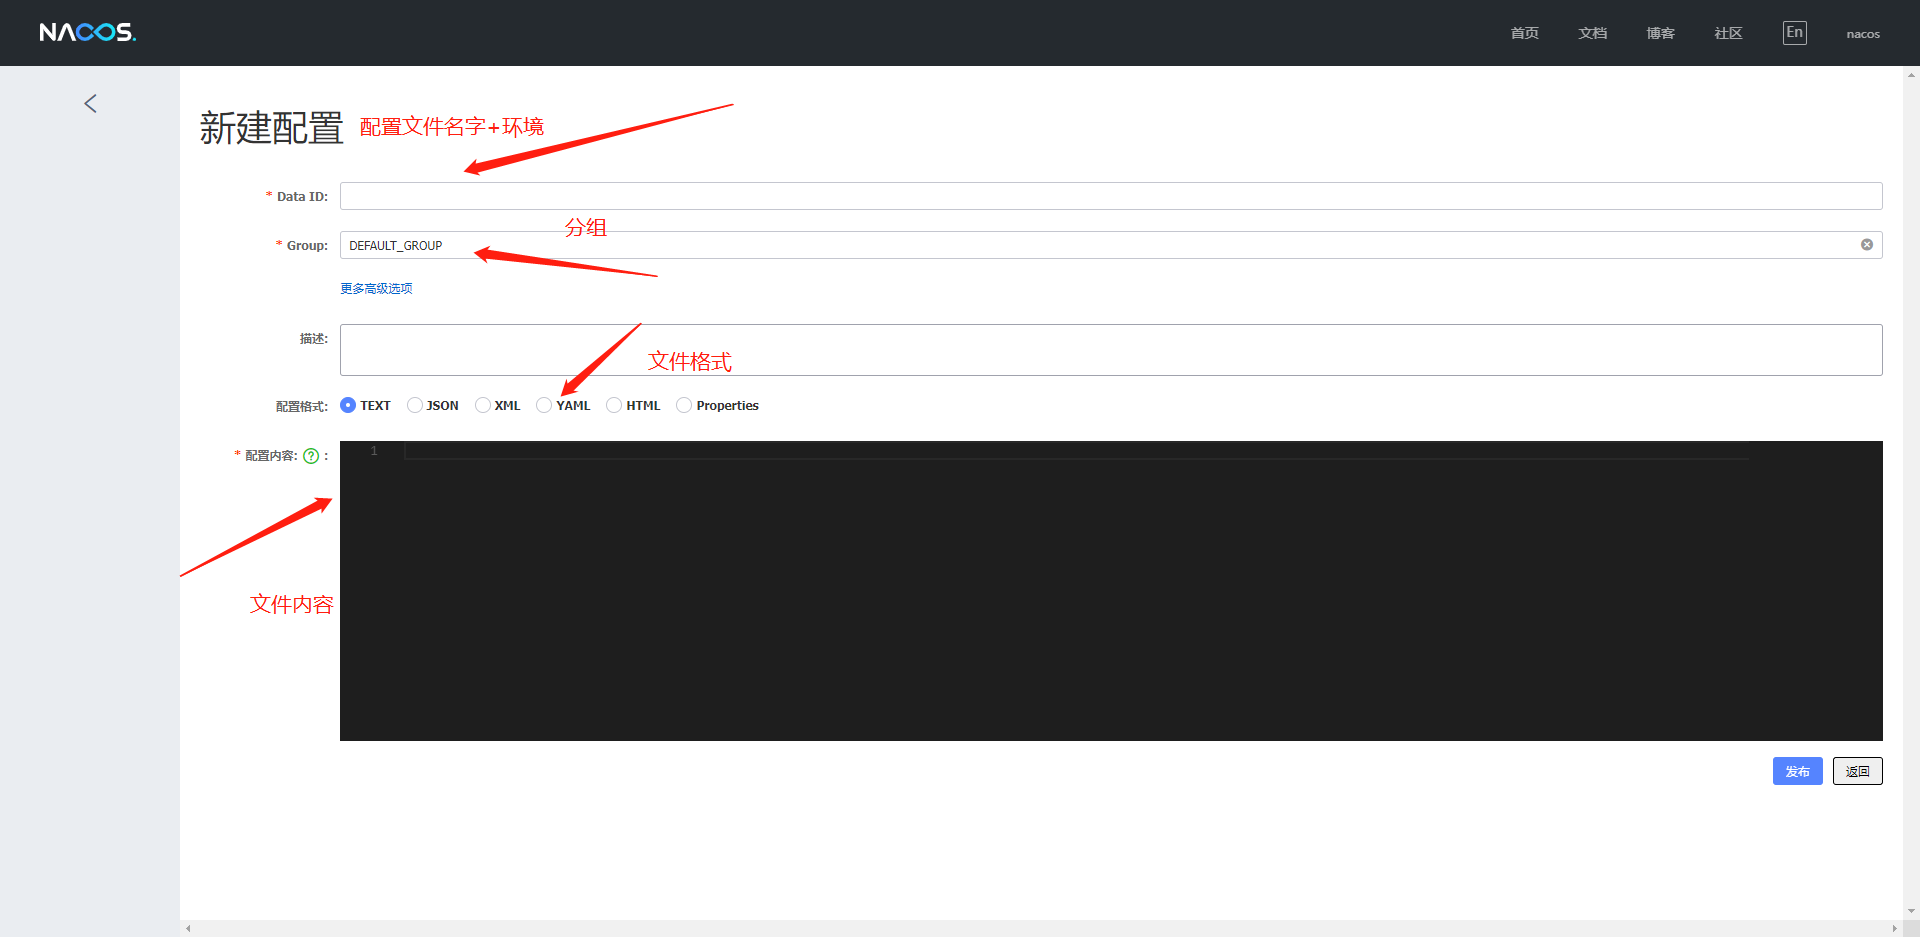 NACOS.
首页 文档 博客 社区 En nacos
新建配置 配置文件名字+环境
* Data ID:
分组
* Group: DEFAULT_GROUP
更多高级选项
描述:
文件格式
配置格式: TEXT JSON XML YAML HTML Properties
* 配置内容: ? :
1
文件内容
发布 返回